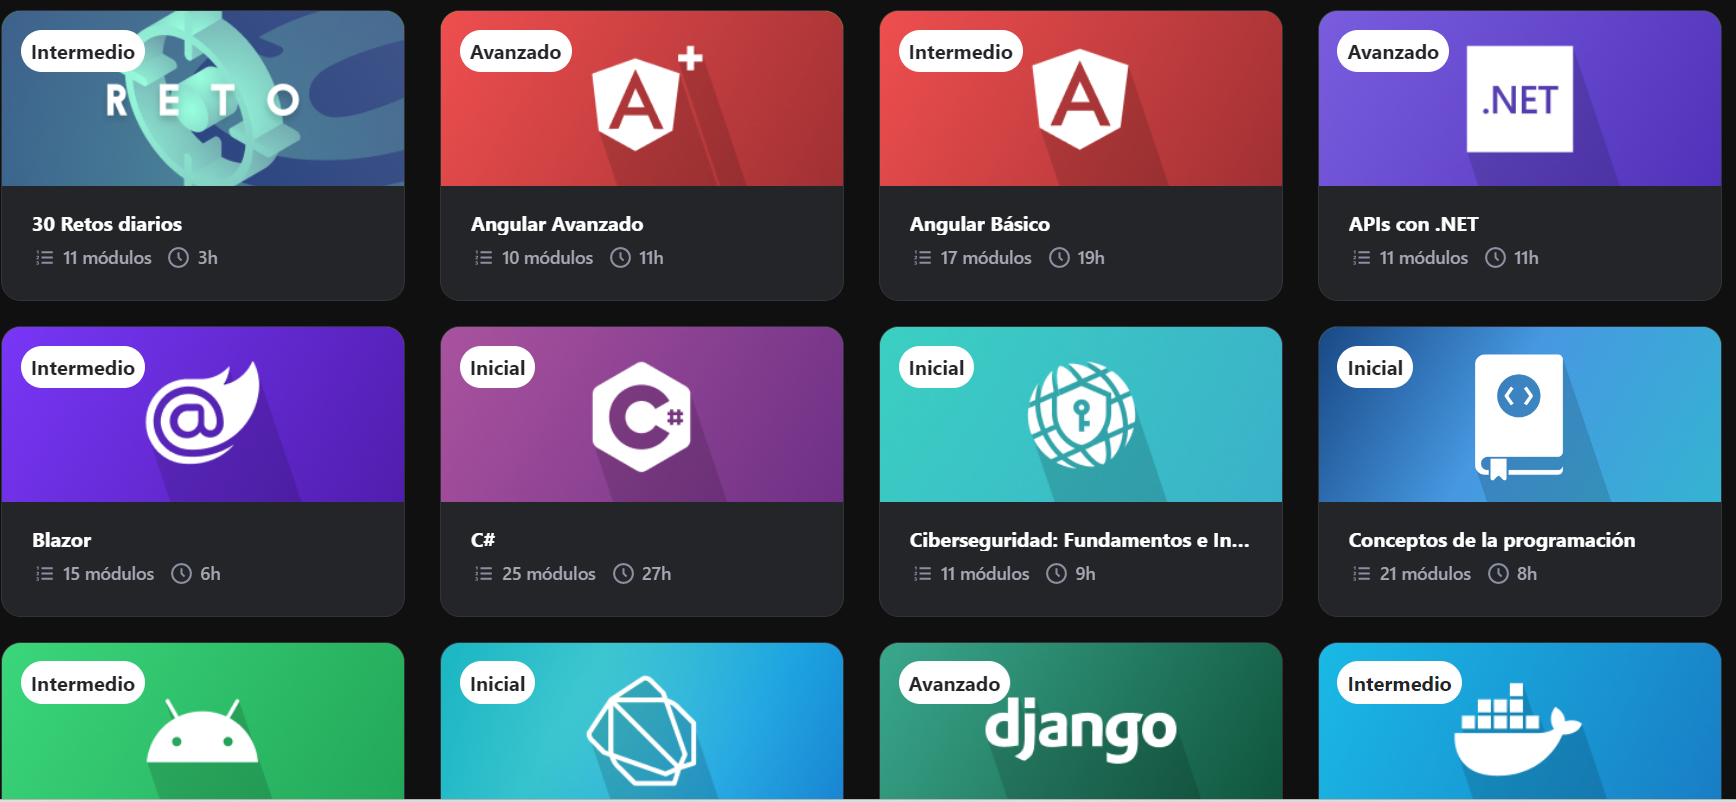 Intermedio
RETO
30 Retos diarios
11 módulos 3h
Avanzado
A
Angular Avanzado
10 módulos 11h
Intermedio
A
Angular Básico
17 módulos 19h
Avanzado
.NET
APIs con .NET
11 módulos 11h
Intermedio
@
Blazor
15 módulos 6h
Inicial
C#
C#
25 módulos 27h
Inicial
Ciberseguridad: Fundamentos e In...
11 módulos 9h
Inicial
<>
Conceptos de la programación
21 módulos 8h
Intermedio
Inicial
Avanzado
django
Intermedio